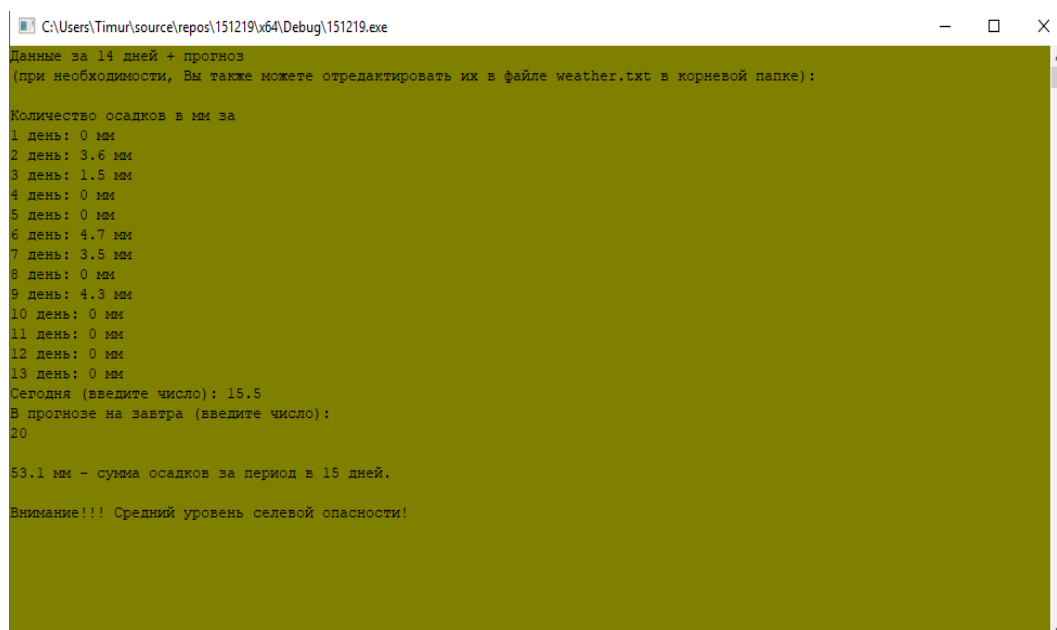 C:\Users\Timur\source\repos\151219\x64\Debug\151219.exe
Данные за 14 дней + прогноз
(при необходимости, Вы также можете отредактировать их в файле weather.txt в корневой папке):
Количество осадков в мм за
1 день: 0 мм
2 день: 3.6 мм
3 день: 1.5 мм
4 день: 0 мм
5 день: 0 мм
6 день: 4.7 мм
7 день: 3.5 мм
8 день: 0 мм
9 день: 4.3 мм
10 день: 0 мм
11 день: 0 мм
12 день: 0 мм
13 день: 0 мм
Сегодня (введите число): 15.5
В прогнозе на завтра (введите число):
20
53.1 мм - сумма осадков за период в 15 дней.
Внимание!!! Средний уровень селевой опасности!